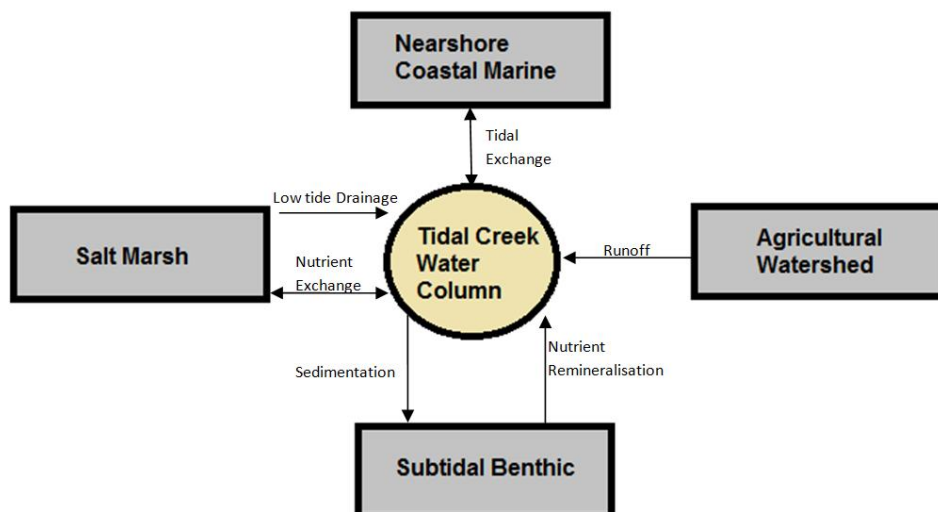 Nearshore
Coastal Marine
Tidal
Exchange
Low tide Drainage
Salt Marsh
Nutrient
Exchange
Tidal Creek
Water
Column
Runoff
Agricultural
Watershed
Sedimentation
Nutrient
Remineralisation
Subtidal Benthic